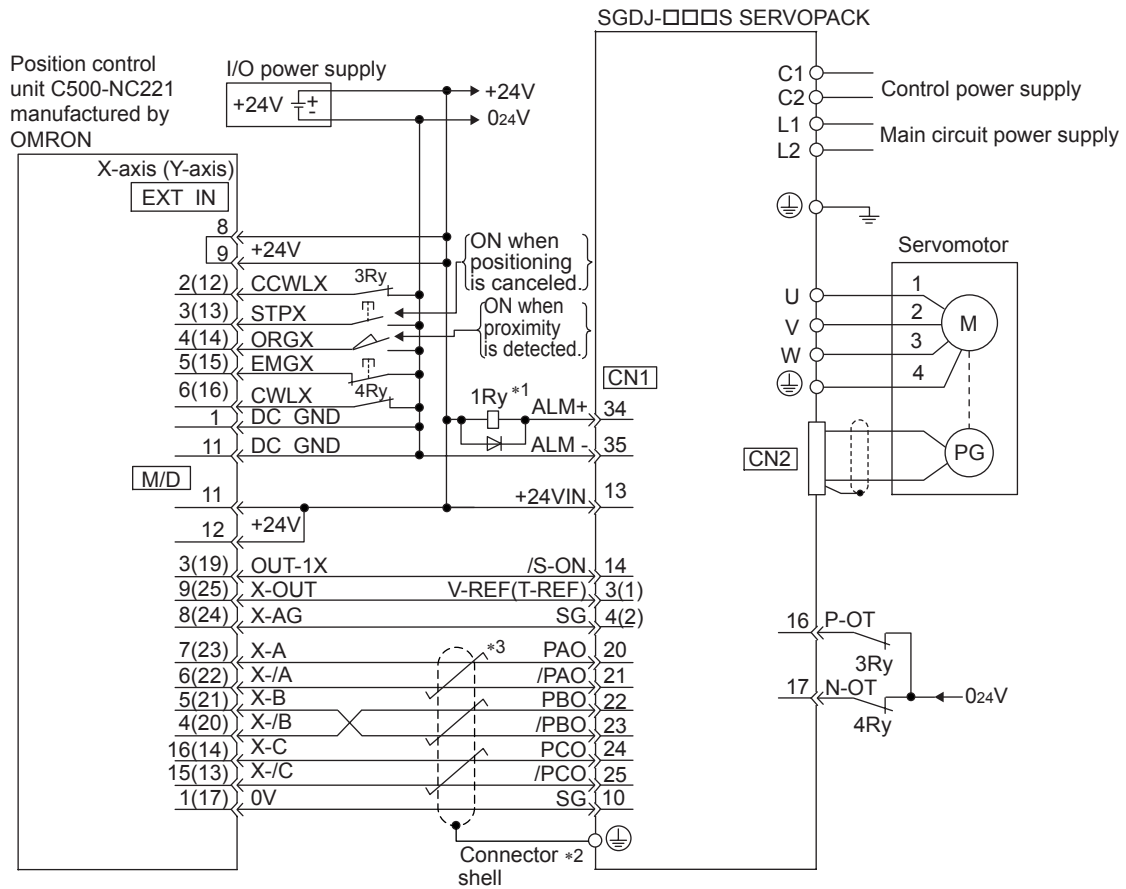 SGDJ-□□□S SERVOPACK
Position control
unit C500-NC221
manufactured by
OMRON
I/O power supply
+24V + -
+24V
024V
X-axis (Y-axis)
EXT IN
8
9 +24V
2(12) CCWLX 3Ry
3(13) STPX
4(14) ORGX
5(15) EMGX
6(16) CWLX 4Ry
1 DC GND
11 DC GND
ON when
positioning
is canceled.
ON when
proximity
is detected.
M/D
11
12 +24V
3(19) OUT-1X
9(25) X-OUT
8(24) X-AG
7(23) X-A
6(22) X-/A
5(21) X-B
4(20) X-/B
16(14) X-C
15(13) X-/C
1(17) 0V
CN1
1Ry *1
ALM+ 34
ALM - 35
+24VIN 13
/S-ON 14
V-REF(T-REF) 3(1)
SG 4(2)
*3
PAO 20
/PAO 21
PBO 22
/PBO 23
PCO 24
/PCO 25
SG 10
Connector *2
shell
C1
C2
Control power supply
L1
L2
Main circuit power supply
Servomotor
U 1
V 2
W 3
4
M
CN2
PG
16 P-OT
3Ry
17 N-OT
4Ry
024V